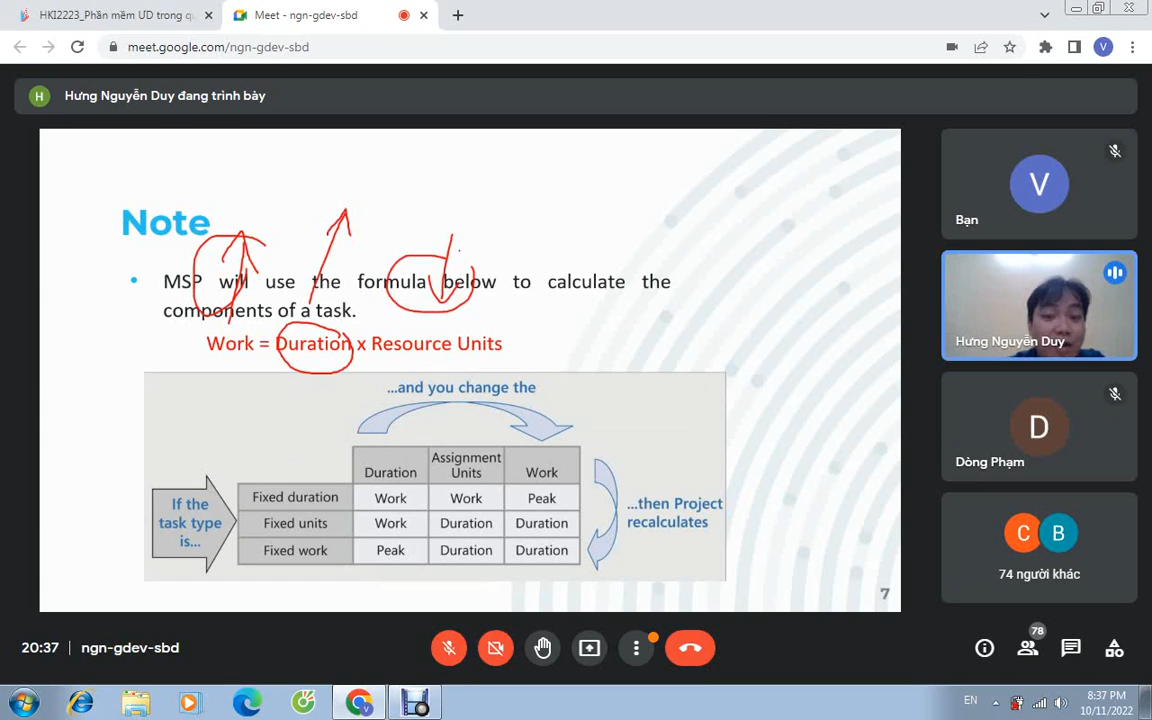 HKI2223_Phần mềm ƯD trong qu
Meet - ngn-gdev-sbd
meet.google.com/ngn-gdev-sbd
V
H
Hưng Nguyễn Duy đang trình bày
Note
MSP will use the formula below to calculate the
components of a task.
Work = Duration x Resource Units
...and you change the
Duration
Assignment
Units
Work
If the
task type
is...
Fixed duration
Work
Work
Peak
Fixed units
Work
Duration
Duration
Fixed work
Peak
Duration
Duration
...then Project
recalculates
7
V
Bạn
Hưng Nguyễn Duy
D
Dòng Phạm
C
B
74 người khác
20:37
ngn-gdev-sbd
78
EN
8:37 PM
10/11/2022